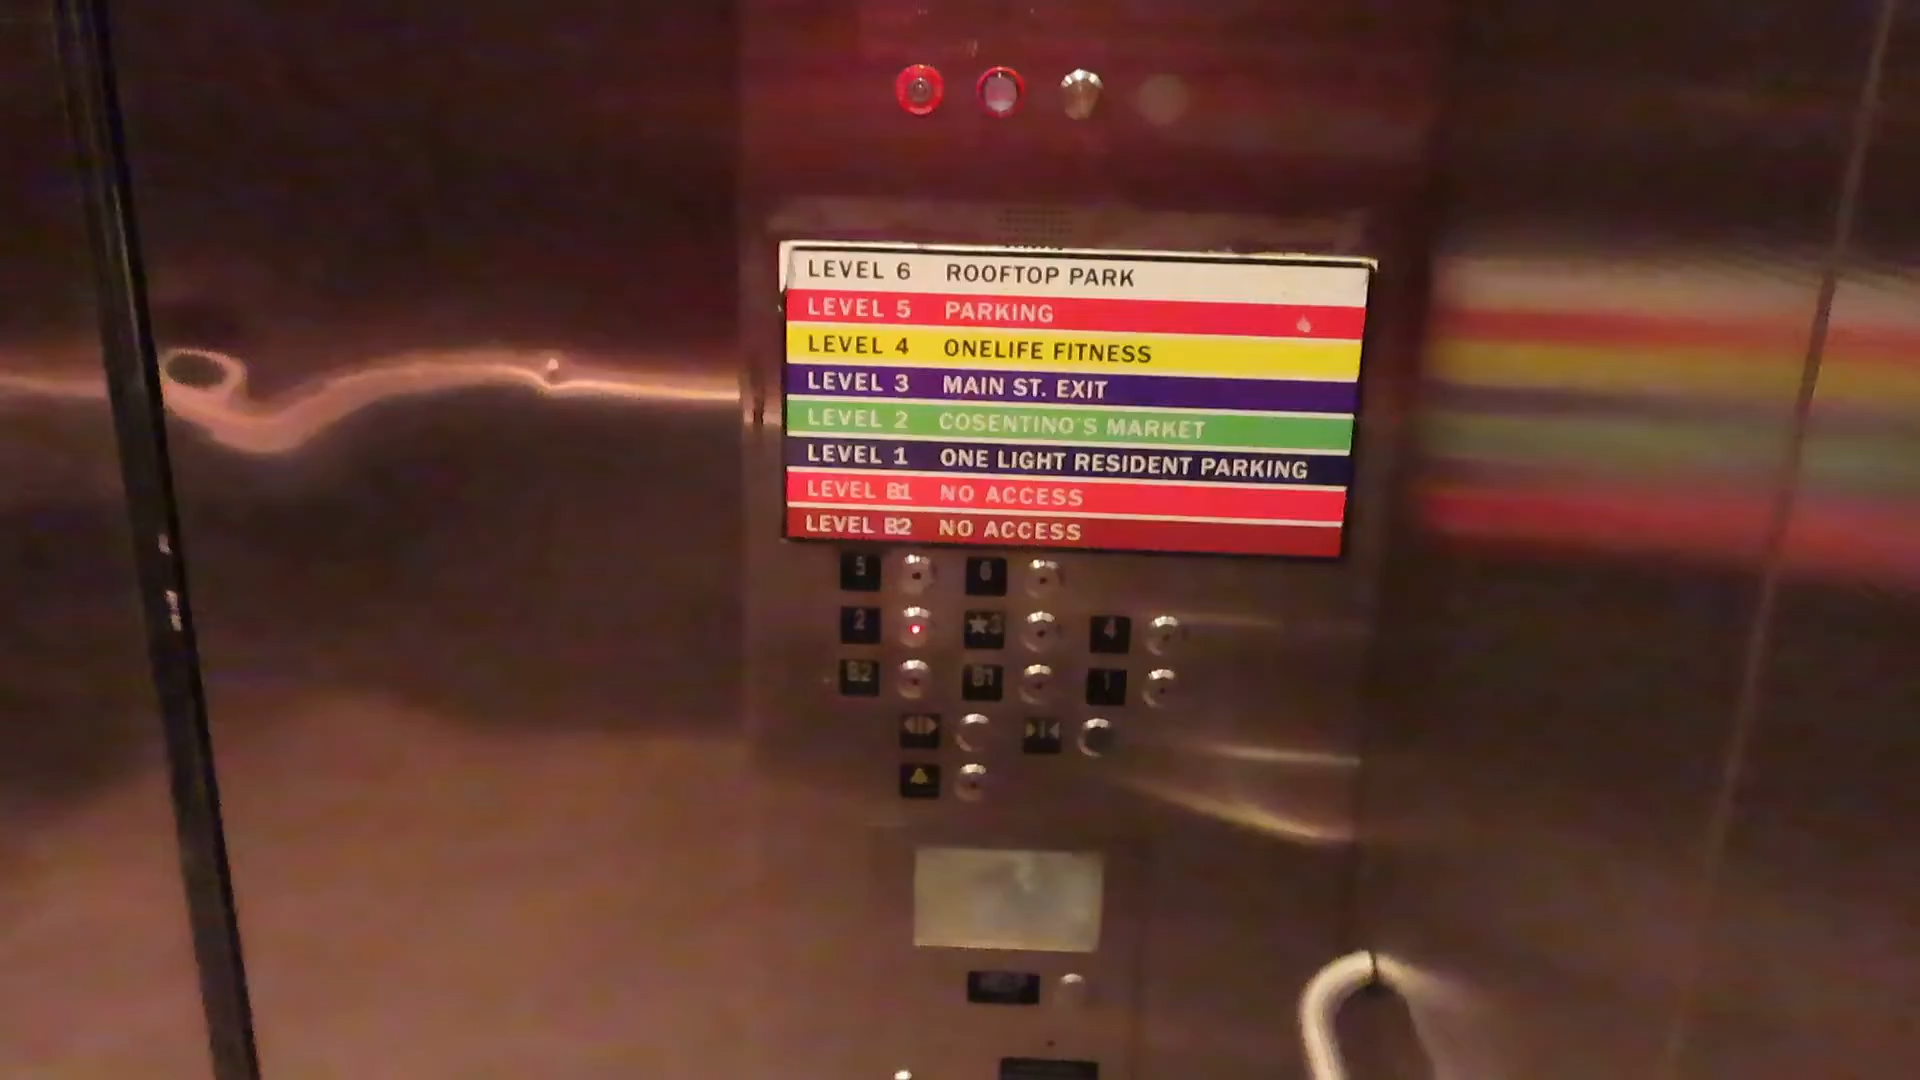 LEVEL 6 ROOFTOP PARK
LEVEL 5 PARKING
LEVEL 4 ONELIFE FITNESS
LEVEL 3 MAIN ST. EXIT
LEVEL 2 COSENTINO'S MARKET
LEVEL 1 ONE LIGHT RESIDENT PARKING
LEVEL B1 NO ACCESS
LEVEL B2 NO ACCESS
5 6
2 ★3 4
B2 B1 1